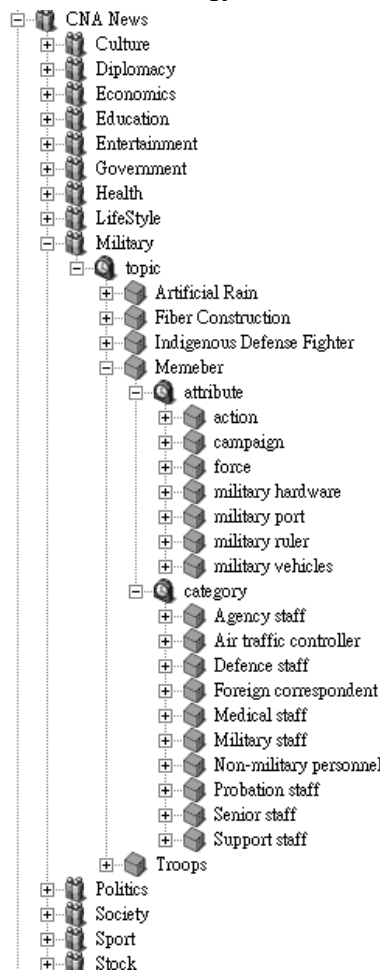 CNA News
Culture
Diplomacy
Economics
Education
Entertainment
Government
Health
LifeStyle
Military
topic
Artificial Rain
Fiber Construction
Indigenous Defense Fighter
Memeber
attribute
action
campaign
force
military hardware
military port
military ruler
military vehicles
category
Agency staff
Air traffic controller
Defence staff
Foreign correspondent
Medical staff
Military staff
Non-military personnel
Probation staff
Senior staff
Support staff
Troops
Politics
Society
Sport
Stock